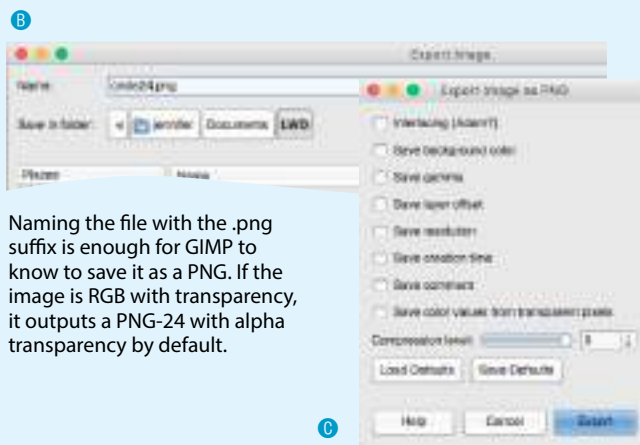 B
Export Image
Name:
circle24.png
Save in folder:
jennifer Documents LWD
Places
Name
Naming the file with the .png
suffix is enough for GIMP to
know to save it as a PNG. If the
image is RGB with transparency,
it outputs a PNG-24 with alpha
transparency by default.
Export Image as PNG
Interlacing (Adam7)
Save background color
Save gamma
Save layer offset
Save resolution
Save creation time
Save comment
Save color values from transparent pixels
Compression level:
Load Defaults Save Defaults
Help Cancel Export
C